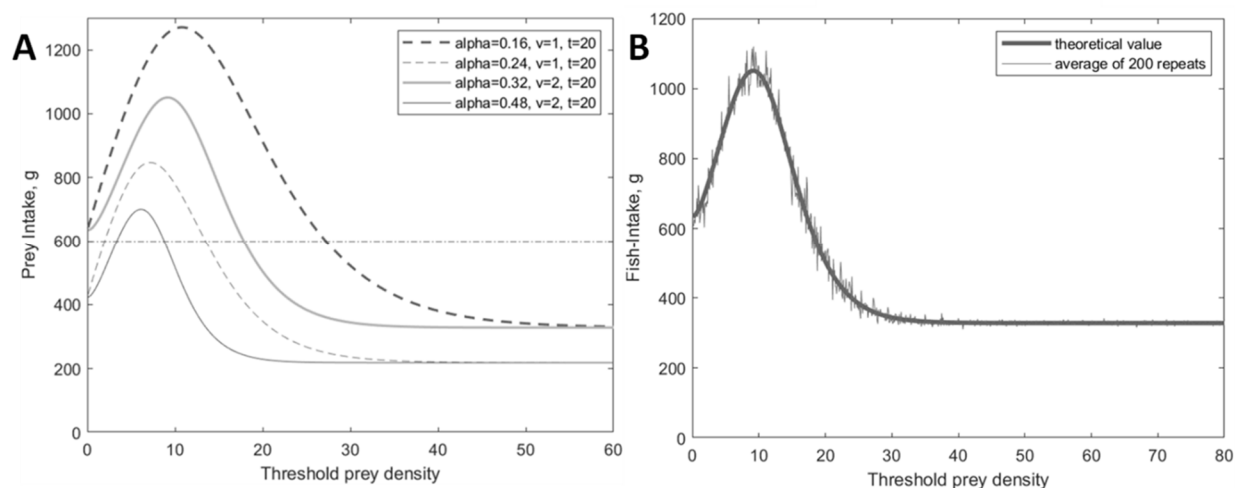 A
Prey Intake, g
1200
1000
800
600
400
200
0
0 10 20 30 40 50 60
Threshold prey density
alpha=0.16, v=1, t=20
alpha=0.24, v=1, t=20
alpha=0.32, v=2, t=20
alpha=0.48, v=2, t=20
B
Fish-Intake, g
1200
1000
800
600
400
200
0
0 10 20 30 40 50 60 70 80
Threshold prey density
theoretical value
average of 200 repeats